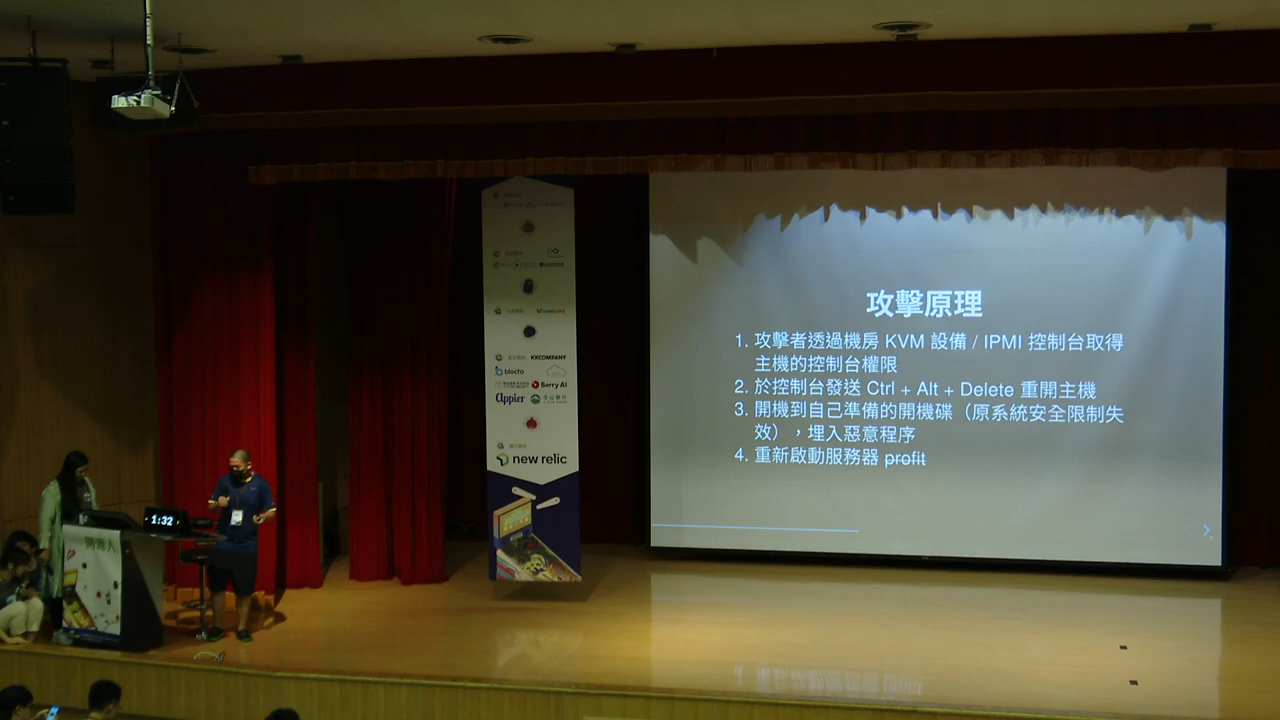 攻擊原理
1. 攻擊者透過機房 KVM 設備 / IPMI 控制台取得
主機的控制台權限
2. 於控制台發送 Ctrl + Alt + Delete 重開主機
3. 開機到自己準備的開機碟（原系統安全限制失
效），埋入惡意程序
4. 重新啟動服務器 profit
KKCOMPANY
blocto
Berry AI
Appier
new relic
1:32
開源人